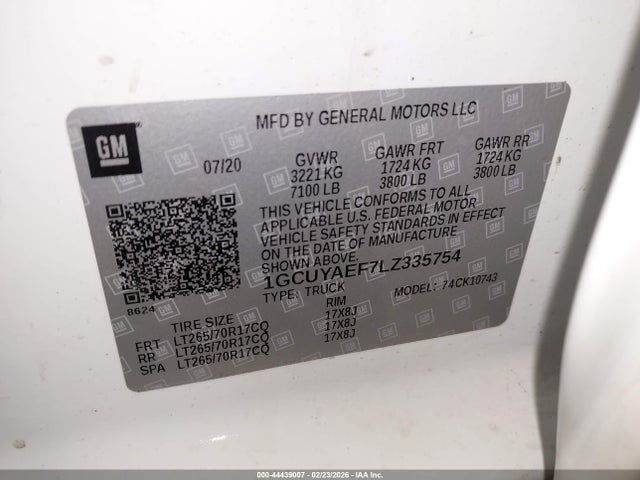 GM
MFD BY GENERAL MOTORS LLC
07/20
GVWR GAWR FRT GAWR RR
3221 KG 1724 KG 1724 KG
7100 LB 3800 LB 3800 LB
THIS VEHICLE CONFORMS TO ALL
APPLICABLE U.S. FEDERAL MOTOR
VEHICLE SAFETY STANDARDS IN EFFECT
ON THE DATE OF MANUFACTURE
SHOWN ABOVE.
1GCUYAEF7LZ335754
TYPE: TRUCK MODEL: 74CK10743
8624
TIRE SIZE RIM
FRT LT265/70R17CQ 17X8J
RR LT265/70R17CQ 17X8J
SPA LT265/70R17CQ 17X8J
000-44439007 - 02/23/2026 - IAA Inc.